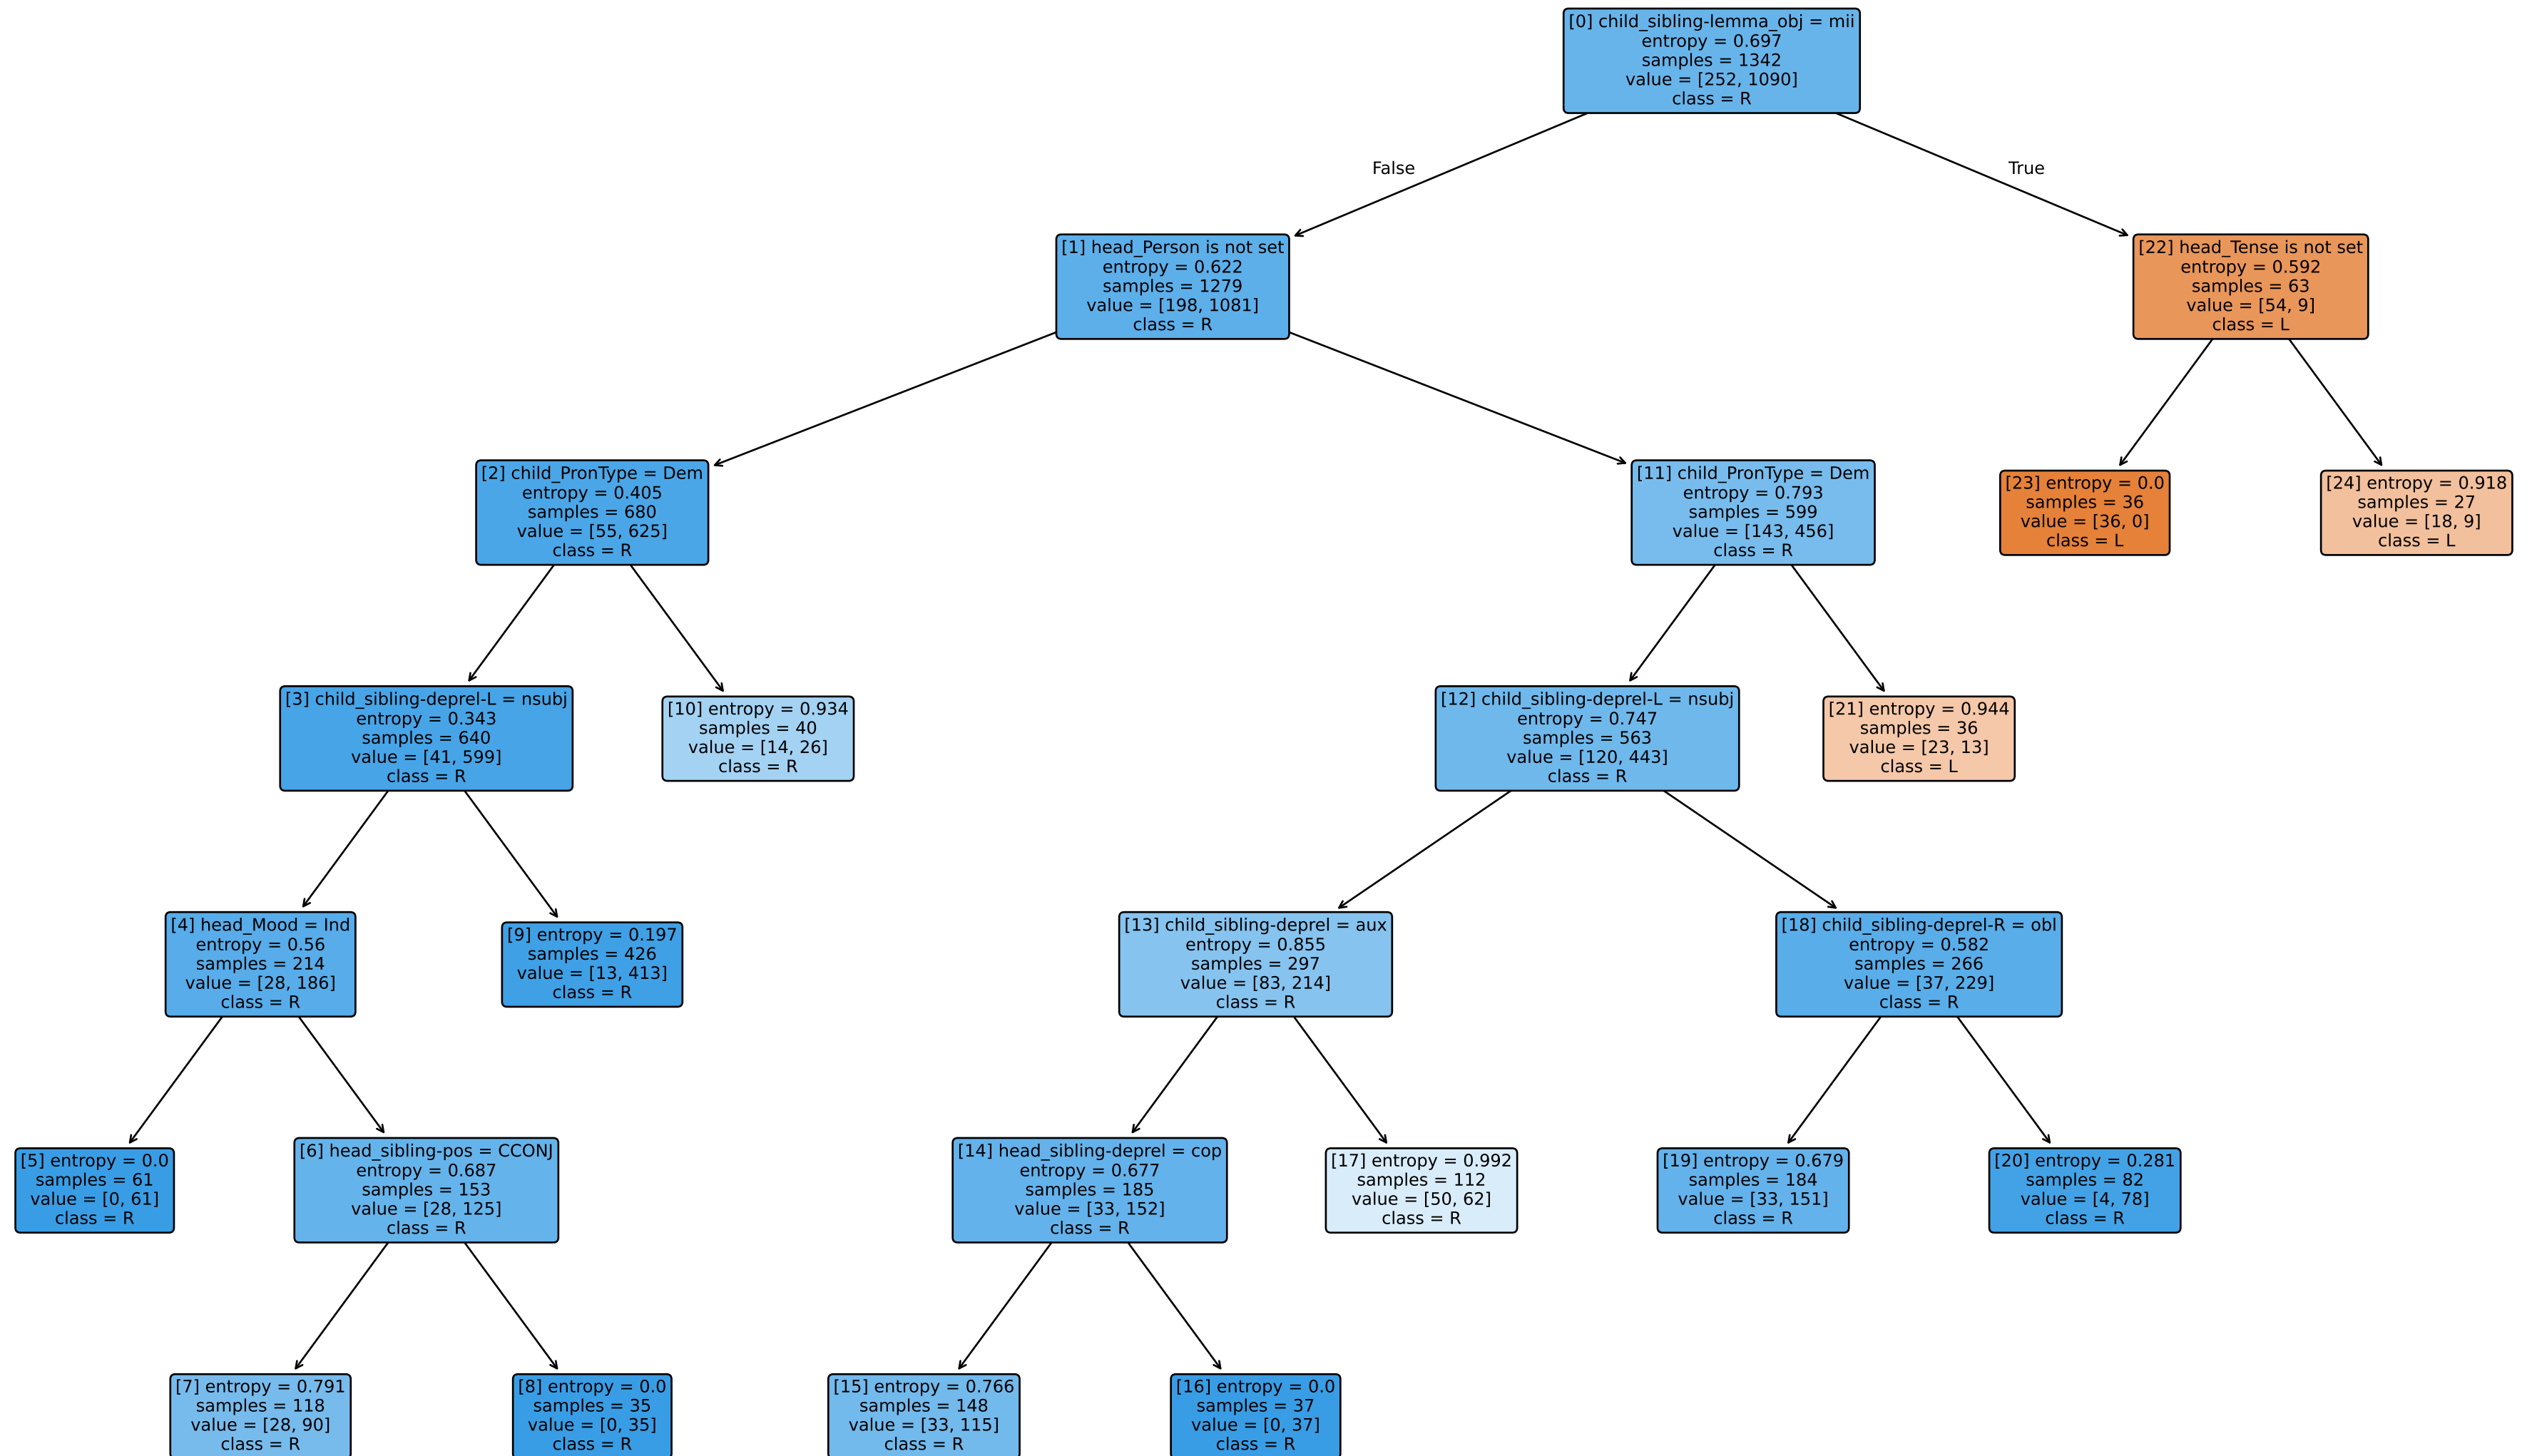 [0] child_sibling-lemma_obj = mii
entropy = 0.697
samples = 1342
value = [252, 1090]
class = R
False
True
[1] head_Person is not set
entropy = 0.622
samples = 1279
value = [198, 1081]
class = R
[22] head_Tense is not set
entropy = 0.592
samples = 63
value = [54, 9]
class = L
[2] child_PronType = Dem
entropy = 0.405
samples = 680
value = [55, 625]
class = R
[11] child_PronType = Dem
entropy = 0.793
samples = 599
value = [143, 456]
class = R
[23] entropy = 0.0
samples = 36
value = [36, 0]
class = L
[24] entropy = 0.918
samples = 27
value = [18, 9]
class = L
[3] child_sibling-deprel-L = nsubj
entropy = 0.343
samples = 640
value = [41, 599]
class = R
[10] entropy = 0.934
samples = 40
value = [14, 26]
class = R
[12] child_sibling-deprel-L = nsubj
entropy = 0.747
samples = 563
value = [120, 443]
class = R
[21] entropy = 0.944
samples = 36
value = [23, 13]
class = L
[4] head_Mood = Ind
entropy = 0.56
samples = 214
value = [28, 186]
class = R
[9] entropy = 0.197
samples = 426
value = [13, 413]
class = R
[13] child_sibling-deprel = aux
entropy = 0.855
samples = 297
value = [83, 214]
class = R
[18] child_sibling-deprel-R = obl
entropy = 0.582
samples = 266
value = [37, 229]
class = R
[5] entropy = 0.0
samples = 61
value = [0, 61]
class = R
[6] head_sibling-pos = CCONJ
entropy = 0.687
samples = 153
value = [28, 125]
class = R
[14] head_sibling-deprel = cop
entropy = 0.677
samples = 185
value = [33, 152]
class = R
[17] entropy = 0.992
samples = 112
value = [50, 62]
class = R
[19] entropy = 0.679
samples = 184
value = [33, 151]
class = R
[20] entropy = 0.281
samples = 82
value = [4, 78]
class = R
[7] entropy = 0.791
samples = 118
value = [28, 90]
class = R
[8] entropy = 0.0
samples = 35
value = [0, 35]
class = R
[15] entropy = 0.766
samples = 148
value = [33, 115]
class = R
[16] entropy = 0.0
samples = 37
value = [0, 37]
class = R